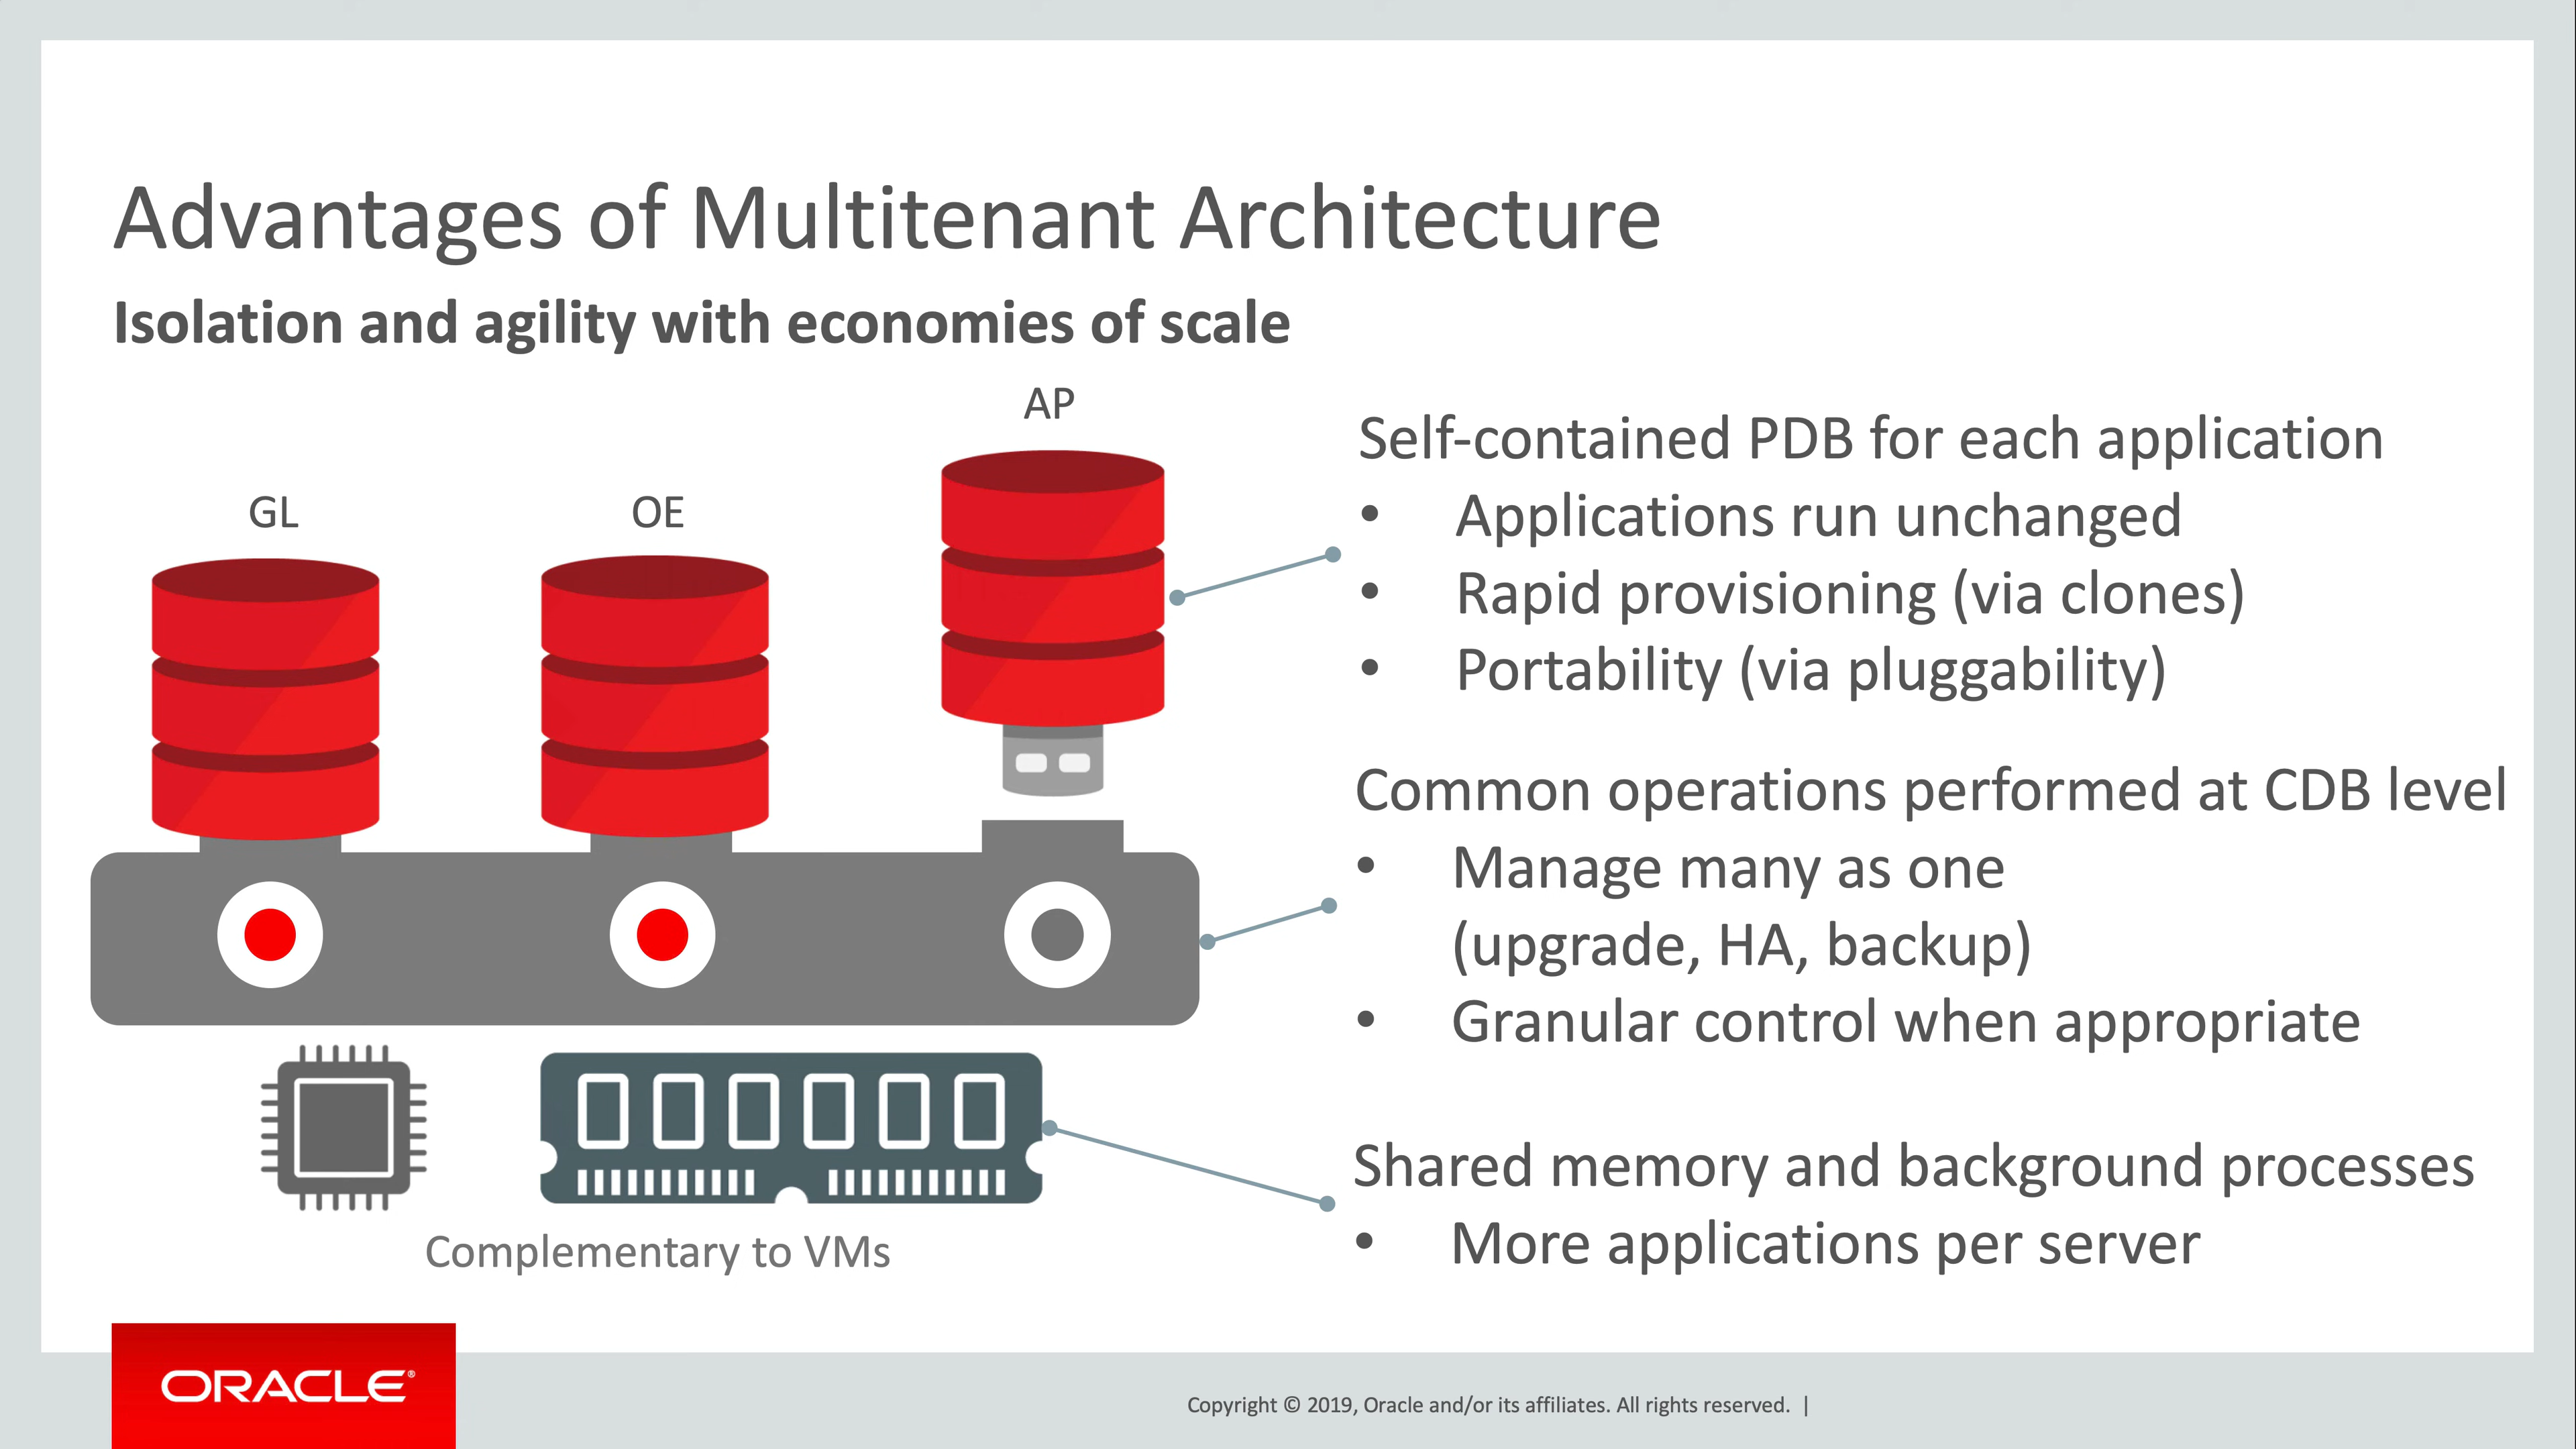 Advantages of Multitenant Architecture
Isolation and agility with economies of scale
AP
GL
OE
Self-contained PDB for each application
• Applications run unchanged
• Rapid provisioning (via clones)
• Portability (via pluggability)
Common operations performed at CDB level
• Manage many as one
(upgrade, HA, backup)
• Granular control when appropriate
Shared memory and background processes
• More applications per server
Complementary to VMs
ORACLE®
Copyright © 2019, Oracle and/or its affiliates. All rights reserved. |